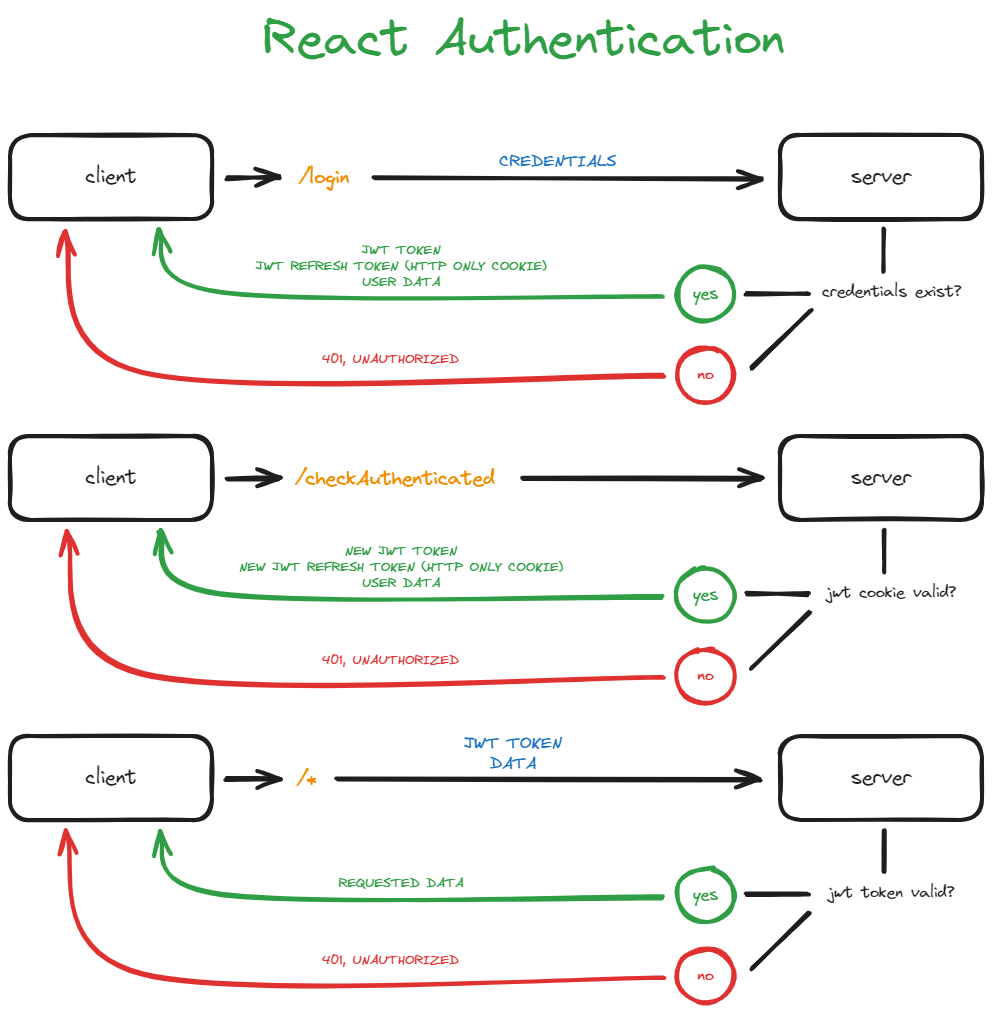 React Authentication
client
/login
CREDENTIALS
server
JWT TOKEN
JWT REFRESH TOKEN (HTTP ONLY COOKIE)
USER DATA
yes
credentials exist?
401, UNAUTHORIZED
no
client
/checkAuthenticated
server
NEW JWT TOKEN
NEW JWT REFRESH TOKEN (HTTP ONLY COOKIE)
USER DATA
yes
jwt cookie valid?
401, UNAUTHORIZED
no
client
/*
JWT TOKEN
DATA
server
REQUESTED DATA
yes
jwt token valid?
401, UNAUTHORIZED
no